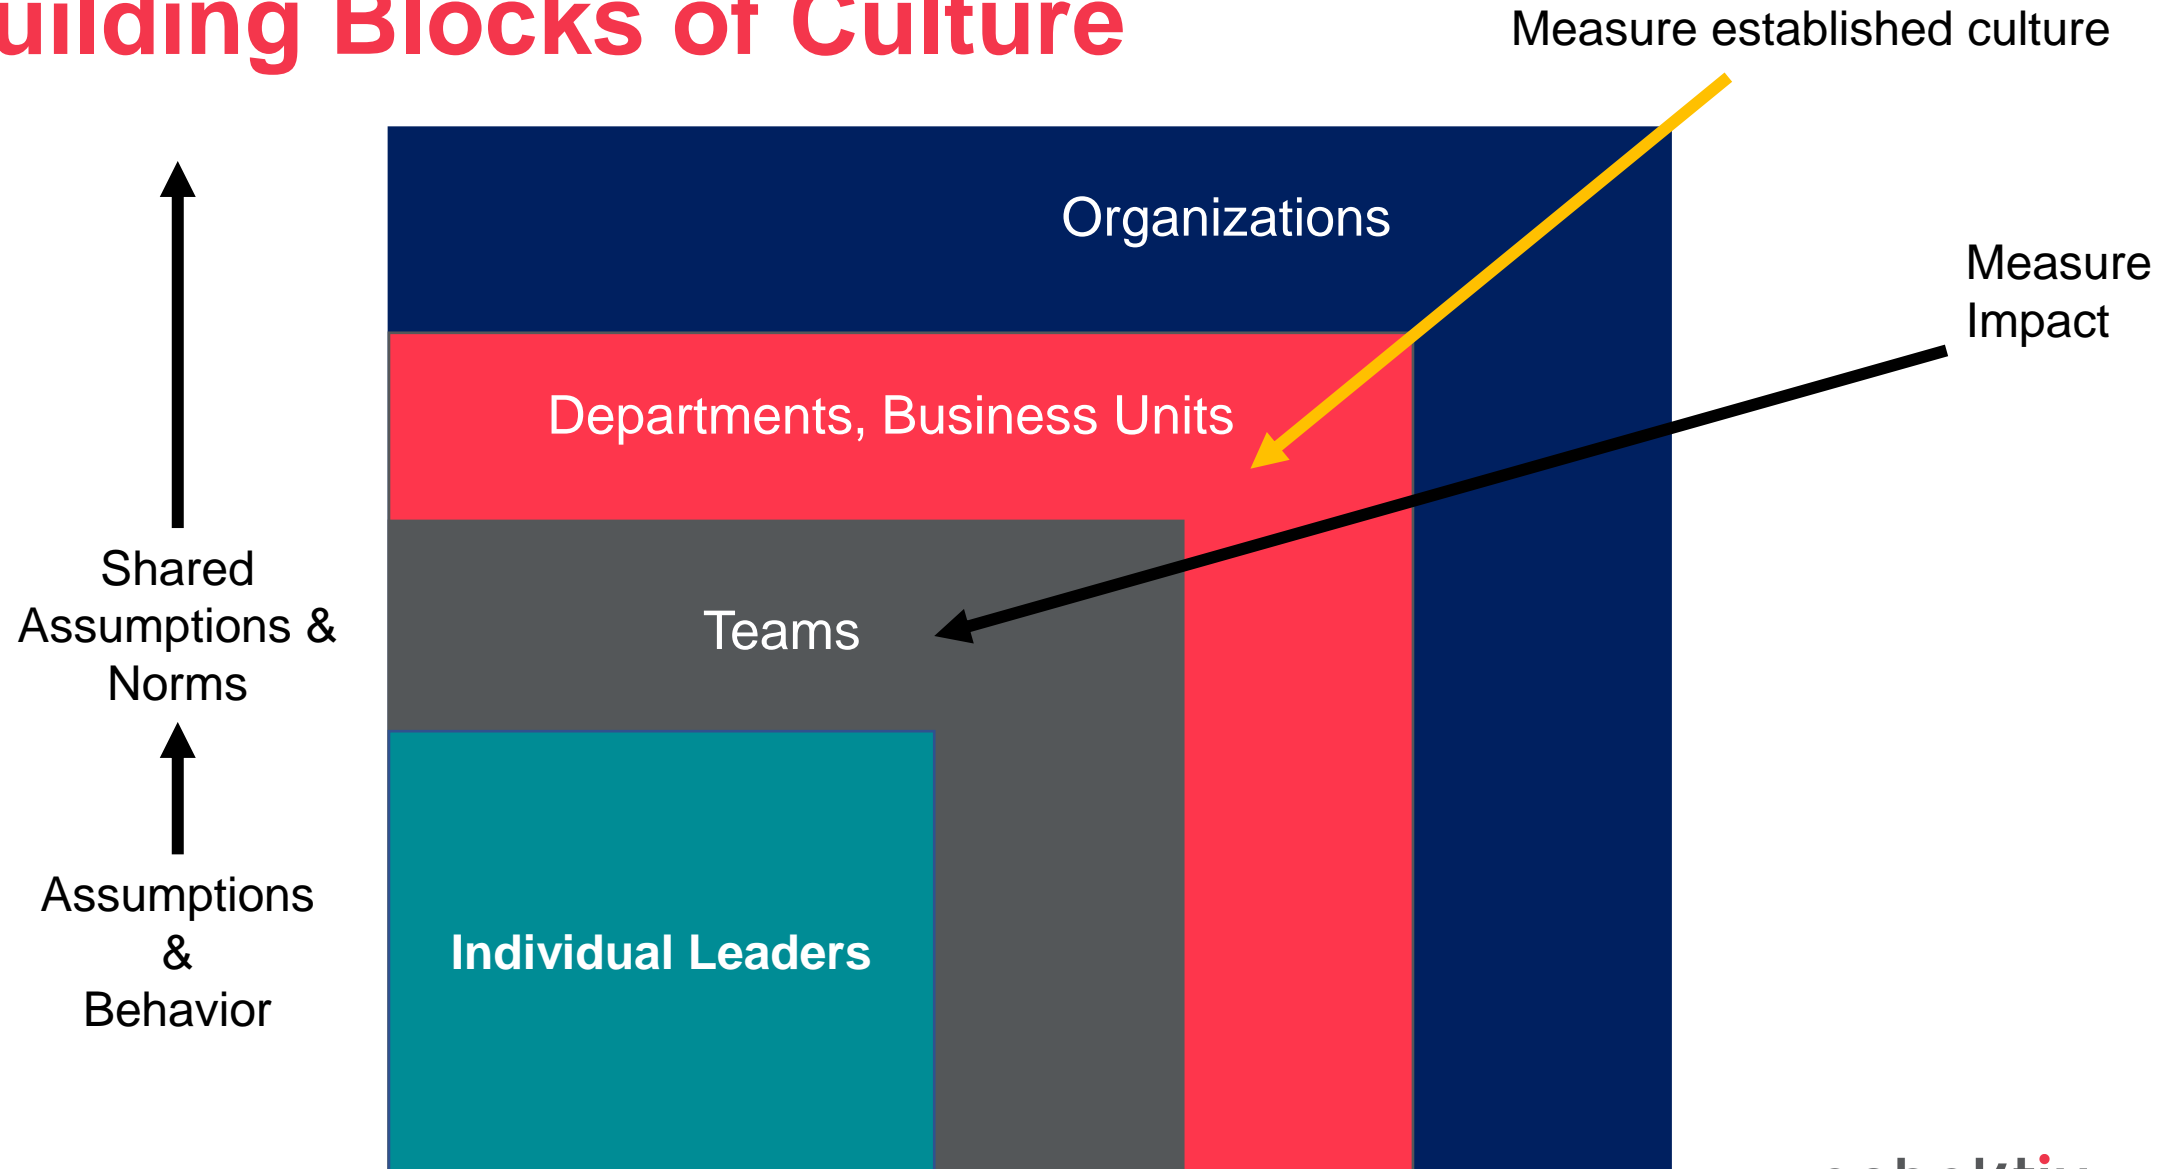 uilding Blocks of Culture
Measure established culture
Organizations
Measure
Impact
Departments, Business Units
Shared
Assumptions &
Norms
Teams
Assumptions
&
Behavior
Individual Leaders